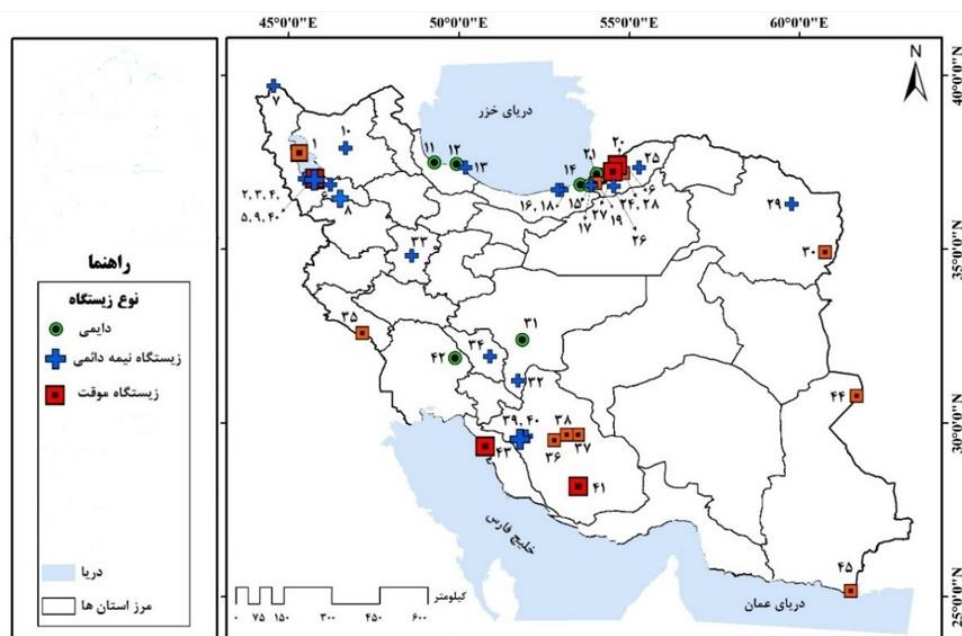 45°0'0"E
50°0'0"E
55°0'0"E
60°0'0"E
N
40°0'0"N
35°0'0"N
30°0'0"N
25°0'0"N
دریای خزر
۷
۱
۱۰
۱۱
۱۲
۱۳
۱۴
۲۱
۲۰
۲۵
۲,۳,۴,
۵,۹,۴۰
۶
۸
۱۶,۱۸۰
۱۵
۱۷
۲۷
۱۹
۲۴,۲۸
۰۶
۲۶
۲۹
۳۰
۳۳
۳۵
۳۱
۳۴
۴۲
۳۲
۳۹,۴۰
۳۸
۳۷
۳۶
۴۳
۴۱
۴۴
۴۵
خلیج فارس
دریای عمان
کیلومتر
۰ ۷۵ ۱۵۰ ۳۰۰ ۴۵۰ ۶۰۰
راهنما
نوع زیستگاه
دایمی
زیستگاه نیمه دائمی
زیستگاه موقت
دریا
مرز استان ها